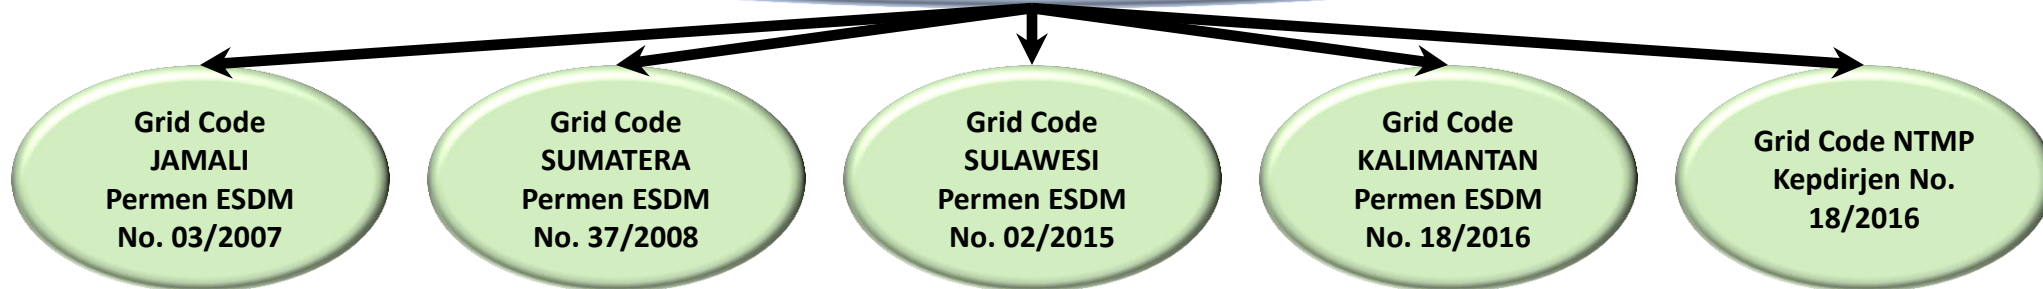 Grid Code
JAMALI
Permen ESDM
No. 03/2007
Grid Code
SUMATERA
Permen ESDM
No. 37/2008
Grid Code
SULAWESI
Permen ESDM
No. 02/2015
Grid Code
KALIMANTAN
Permen ESDM
No. 18/2016
Grid Code NTMP
Kepdirjen No.
18/2016